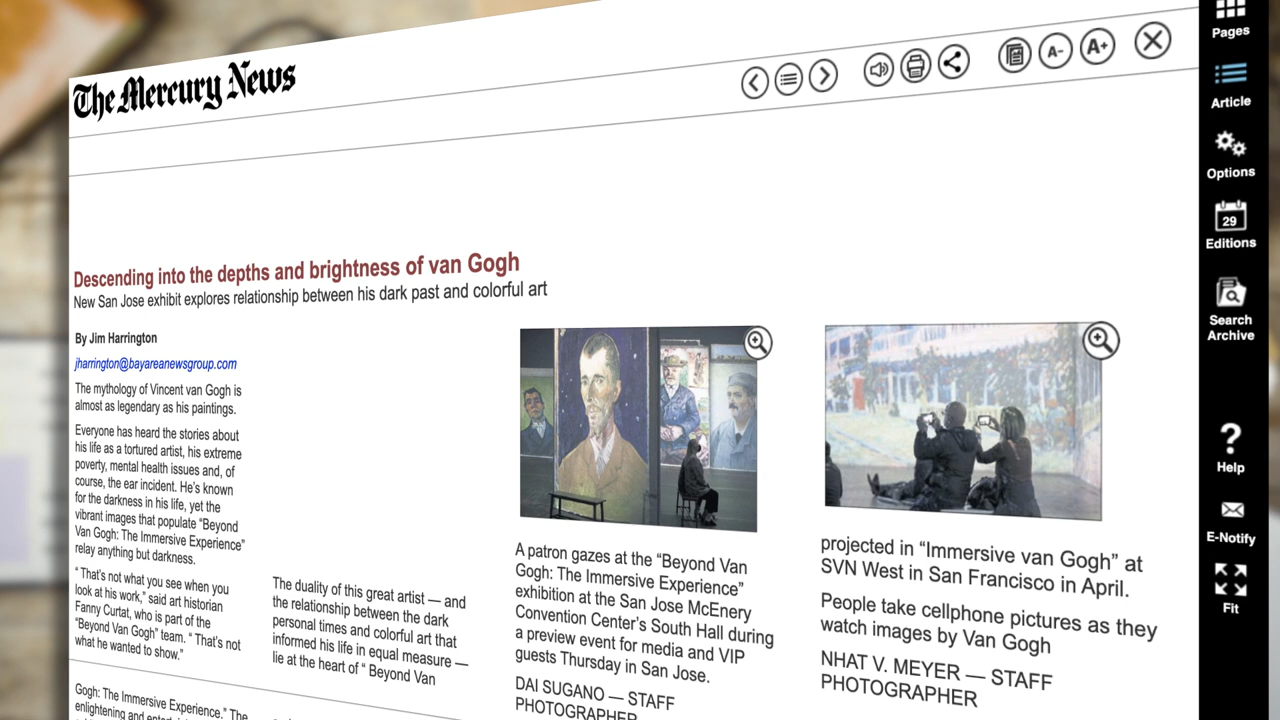 The Mercury News
A-
A+
Pages
Article
Options
29
Editions
Search
Archive
Help
E-Notify
Fit
Descending into the depths and brightness of van Gogh
New San Jose exhibit explores relationship between his dark past and colorful art
By Jim Harrington
jharrington@bayareanewsgroup.com
The mythology of Vincent van Gogh is
almost as legendary as his paintings.
Everyone has heard the stories about
his life as a tortured artist, his extreme
poverty, mental health issues and, of
course, the ear incident. He's known
for the darkness in his life, yet the
vibrant images that populate “Beyond
Van Gogh: The Immersive Experience”
relay anything but darkness.
“ That's not what you see when you
look at his work,” said art historian
Fanny Curtat, who is part of the
“Beyond Van Gogh” team. “ That's not
what he wanted to show.”
Gogh: The Immersive Experience.” The
The duality of this great artist — and
the relationship between the dark
personal times and colorful art that
informed his life in equal measure —
lie at the heart of “ Beyond Van
A patron gazes at the “Beyond Van
Gogh: The Immersive Experience”
exhibition at the San Jose McEnery
Convention Center's South Hall during
a preview event for media and VIP
guests Thursday in San Jose.
DAI SUGANO — STAFF
PHOTOGRAPHER
projected in “Immersive van Gogh” at
SVN West in San Francisco in April.
People take cellphone pictures as they
watch images by Van Gogh
NHAT V. MEYER — STAFF
PHOTOGRAPHER